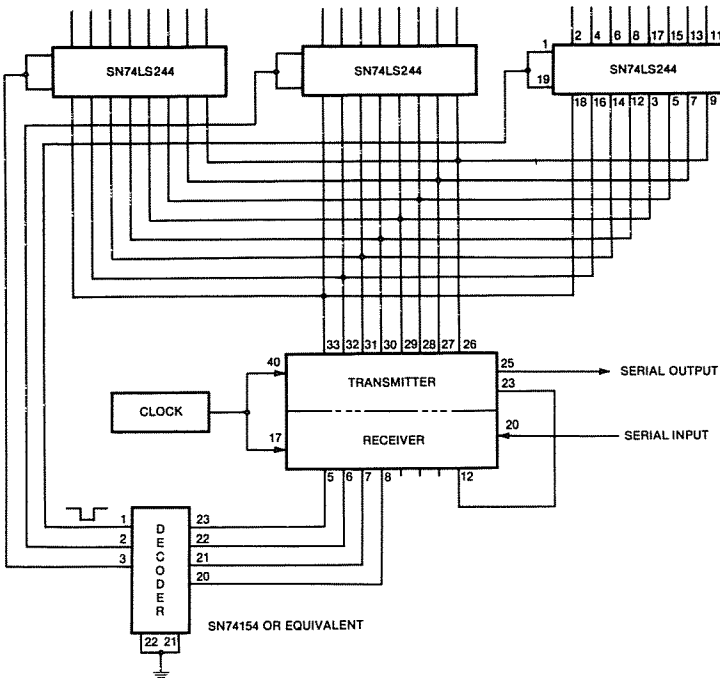 2 4 6 8 17 15 13 11
1
SN74LS244
SN74LS244
SN74LS244
19
18 16 14 12 3 5 7 9
33 32 31 30 29 28 27 26
40
25
TRANSMITTER
SERIAL OUTPUT
23
CLOCK
20
SERIAL INPUT
17
RECEIVER
5 6 7 8
12
1
23
2
22
3
21
20
DECODER
SN74154 OR EQUIVALENT
22 21